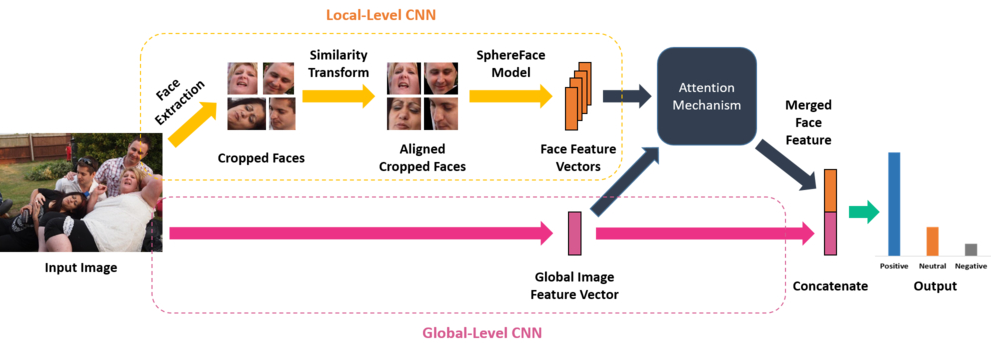 Local-Level CNN
Face
Extraction
Similarity
Transform
SphereFace
Model
Attention
Mechanism
Merged
Face
Feature
Cropped Faces
Aligned
Cropped Faces
Face Feature
Vectors
Input Image
Global Image
Feature Vector
Concatenate
Positive
Neutral
Negative
Output
Global-Level CNN